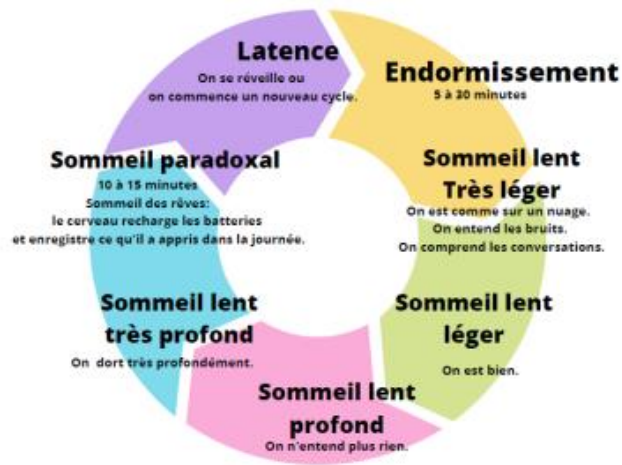 Latence
On se réveille ou
on commence un nouveau cycle.
Endormissement
5 à 30 minutes
Sommeil lent
Très léger
On est comme sur un nuage.
On entend les bruits.
On comprend les conversations.
Sommeil lent
léger
On est bien.
Sommeil lent
profond
On n'entend plus rien.
Sommeil lent
très profond
On dort très profondément.
Sommeil paradoxal
10 à 15 minutes
Sommeil des rêves:
le cerveau recharge les batteries
et enregistre ce qu'il a appris dans la journée.